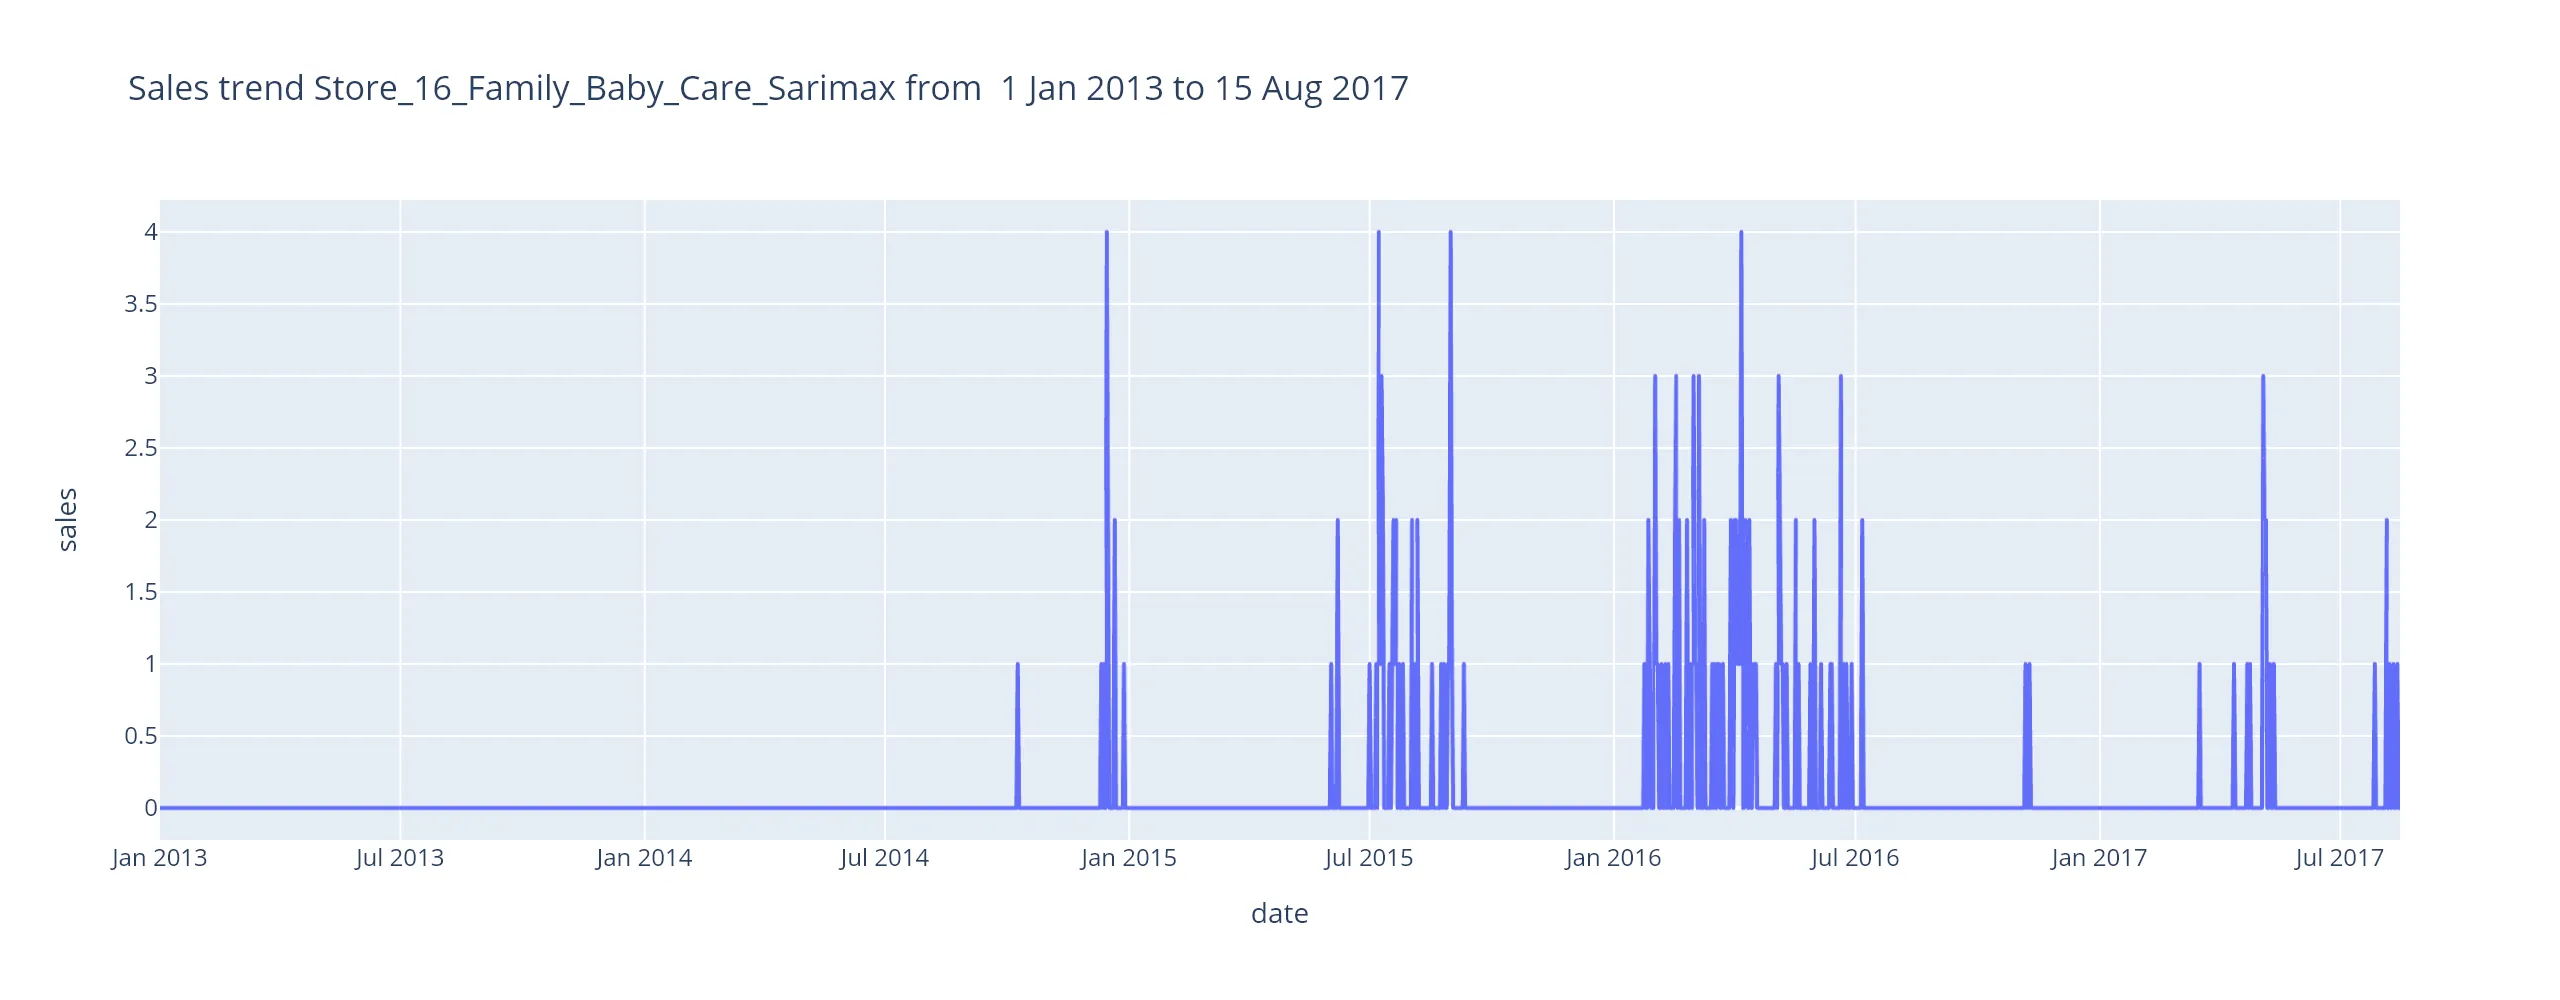 Sales trend Store_16_Family_Baby_Care_Sarimax from  1 Jan 2013 to 15 Aug 2017
4
3.5
3
2.5
2
1.5
1
0.5
0
sales
Jan 2013 Jul 2013 Jan 2014 Jul 2014 Jan 2015 Jul 2015 Jan 2016 Jul 2016 Jan 2017 Jul 2017
date